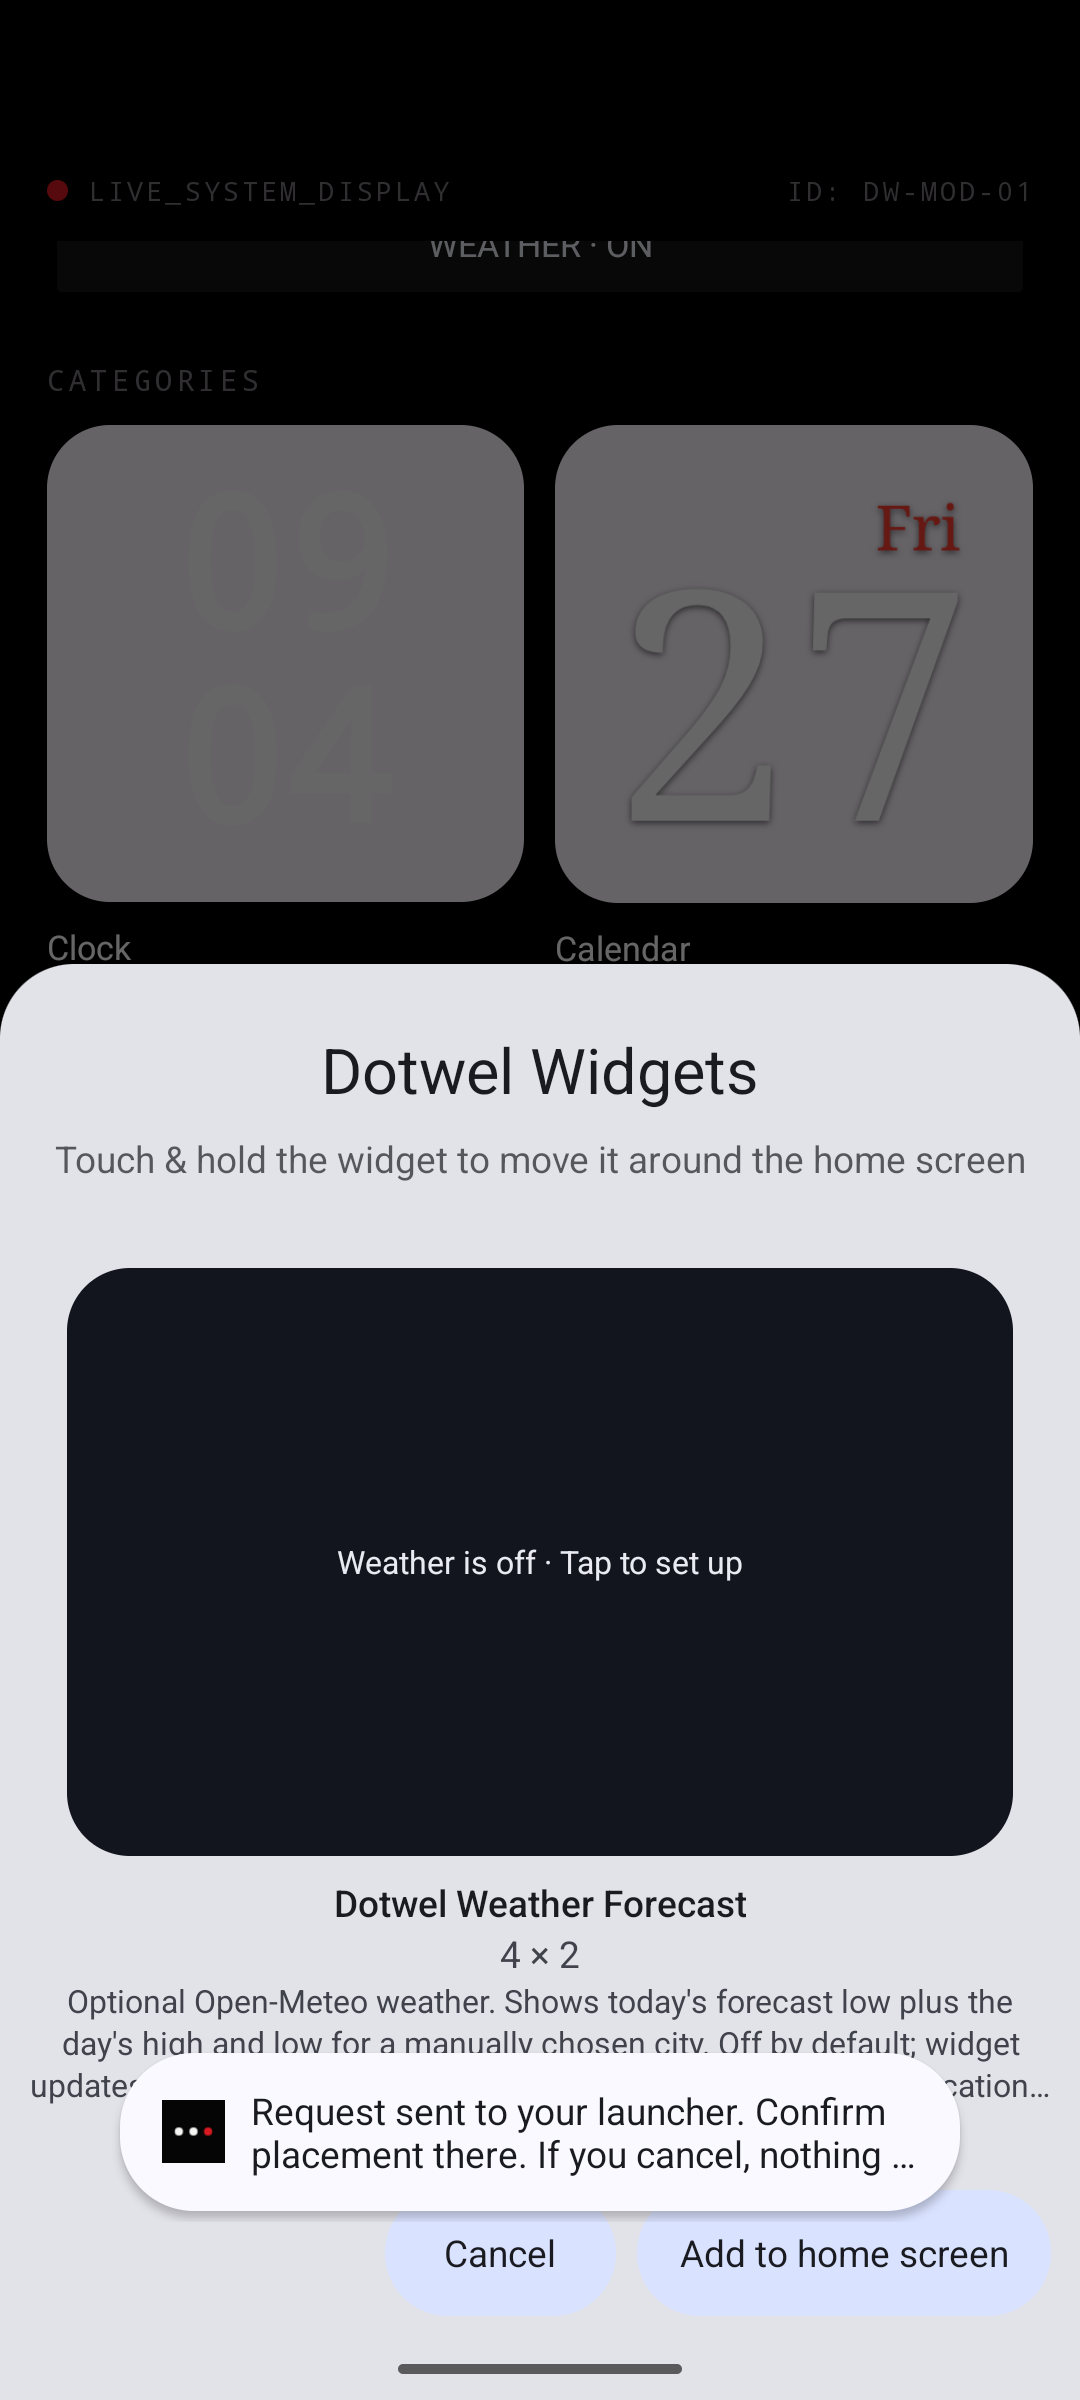 LIVE_SYSTEM_DISPLAY ID: DW-MOD-01
WEATHER · ON
CATEGORIES
09
04
Fri
27
Clock
Calendar
Dotwel Widgets
Touch & hold the widget to move it around the home screen
Weather is off · Tap to set up
Dotwel Weather Forecast
4 × 2
Optional Open-Meteo weather. Shows today's forecast low plus the
day's high and low for a manually chosen city. Off by default; widget
Request sent to your launcher. Confirm
placement there. If you cancel, nothing …
Cancel
Add to home screen